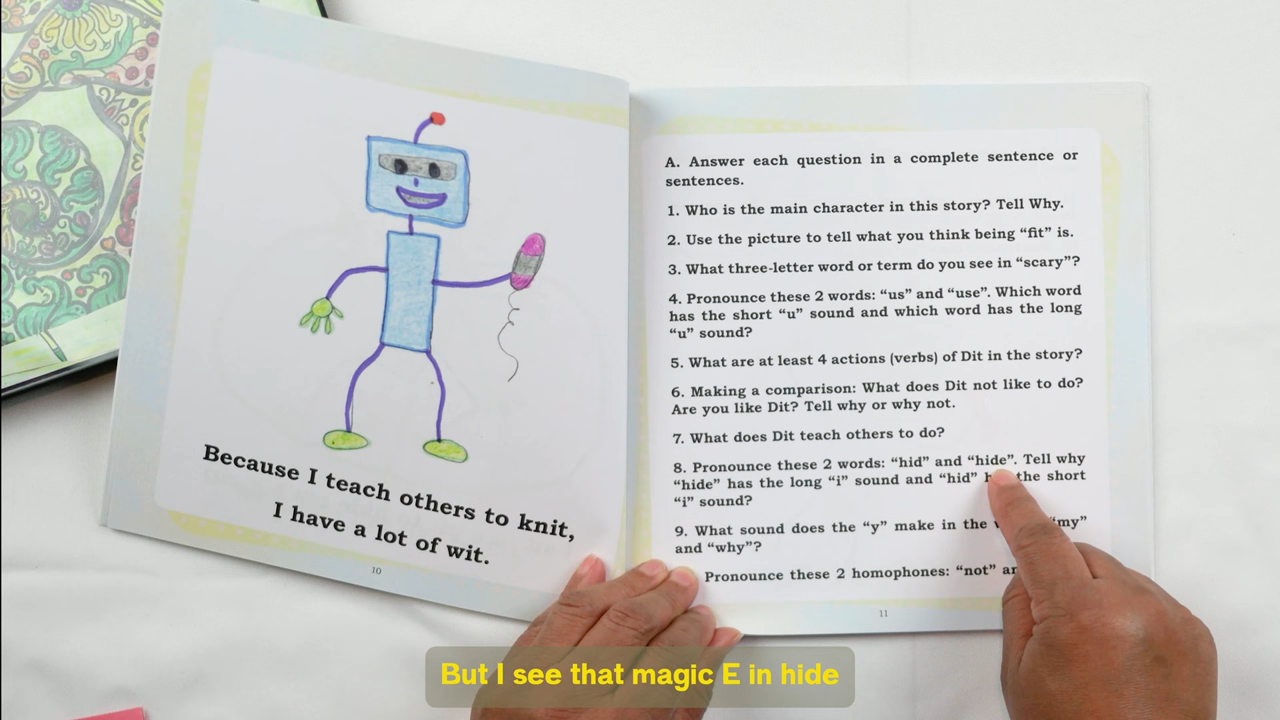 Because I teach others to knit,
I have a lot of wit.
10
A. Answer each question in a complete sentence or
sentences.
1. Who is the main character in this story? Tell Why.
2. Use the picture to tell what you think being “fit” is.
3. What three-letter word or term do you see in “scary”?
4. Pronounce these 2 words: “us” and “use”. Which word
has the short “u” sound and which word has the long
“u” sound?
5. What are at least 4 actions (verbs) of Dit in the story?
6. Making a comparison: What does Dit not like to do?
Are you like Dit? Tell why or why not.
7. What does Dit teach others to do?
8. Pronounce these 2 words: “hid” and “hide”. Tell why
“hide” has the long “i” sound and “hid” the short
“i” sound?
9. What sound does the “y” make in the “my”
and “why”?
Pronounce these 2 homophones: “not”
11
But I see that magic E in hide